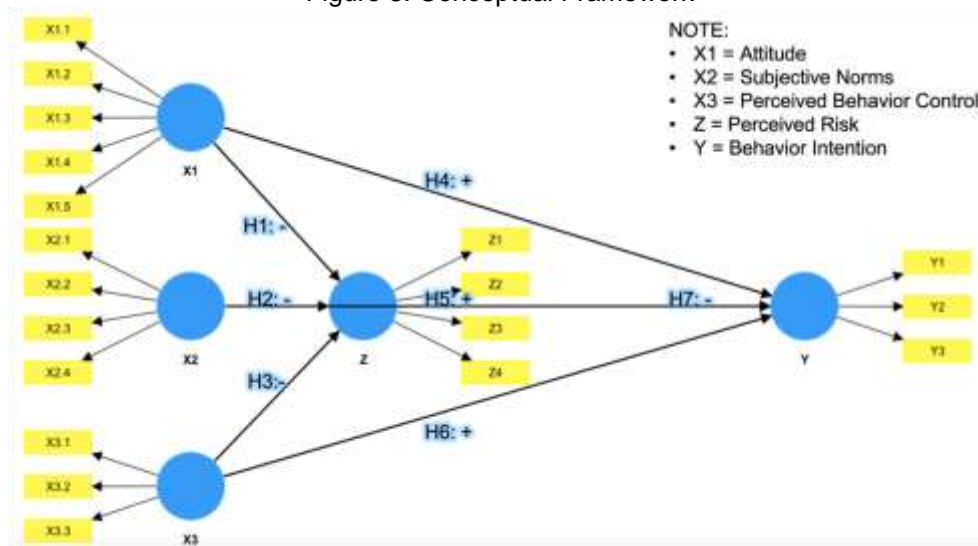 Figure 3. Conceptual Framework
NOTE:
• X1 = Attitude
• X2 = Subjective Norms
• X3 = Perceived Behavior Control
• Z = Perceived Risk
• Y = Behavior Intention
X1.1
X1.2
X1.3
X1.4
X1.5
X1
H4: +
H1: -
X2.1
X2.2
X2.3
X2.4
X2
H2: -
Z
H5: +
H7: -
Z1
Z2
Z3
Z4
Y
Y1
Y2
Y3
H3:-
H6: +
X3.1
X3.2
X3.3
X3